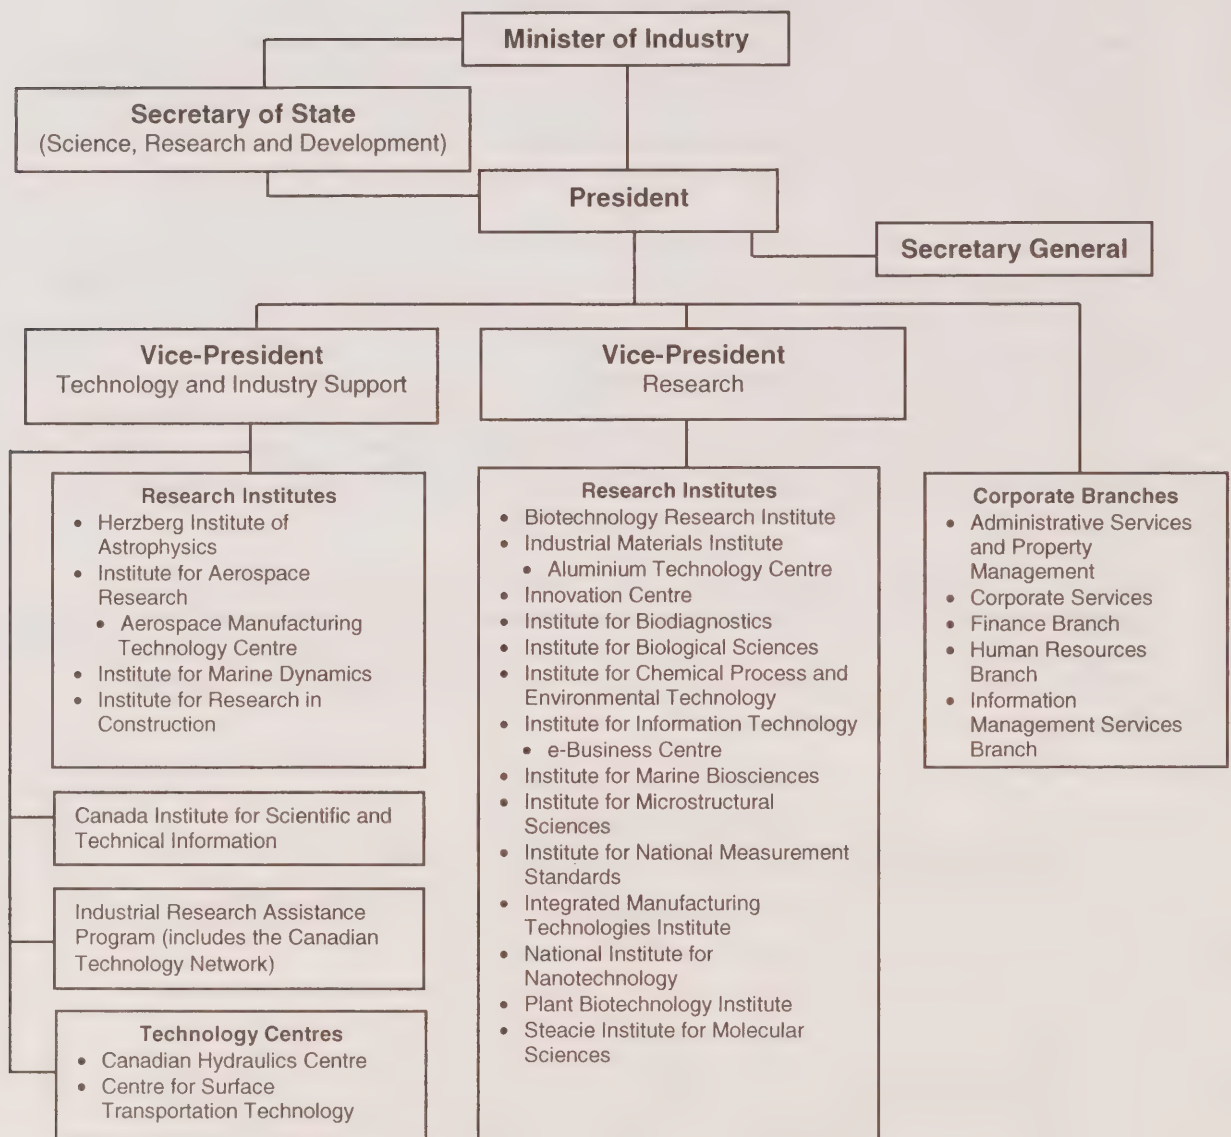 Minister of Industry
Secretary of State
(Science, Research and Development)
President
Secretary General
Vice-President
Technology and Industry Support
Vice-President
Research
Research Institutes
• Herzberg Institute of
Astrophysics
• Institute for Aerospace
Research
• Aerospace Manufacturing
Technology Centre
• Institute for Marine Dynamics
• Institute for Research in
Construction
Canada Institute for Scientific and
Technical Information
Industrial Research Assistance
Program (includes the Canadian
Technology Network)
Technology Centres
• Canadian Hydraulics Centre
• Centre for Surface
Transportation Technology
Research Institutes
• Biotechnology Research Institute
• Industrial Materials Institute
• Aluminium Technology Centre
• Innovation Centre
• Institute for Biodiagnostics
• Institute for Biological Sciences
• Institute for Chemical Process and
Environmental Technology
• Institute for Information Technology
• e-Business Centre
• Institute for Marine Biosciences
• Institute for Microstructural
Sciences
• Institute for National Measurement
Standards
• Integrated Manufacturing
Technologies Institute
• National Institute for
Nanotechnology
• Plant Biotechnology Institute
• Steacie Institute for Molecular
Sciences
Corporate Branches
• Administrative Services
and Property
Management
• Corporate Services
• Finance Branch
• Human Resources
Branch
• Information
Management Services
Branch